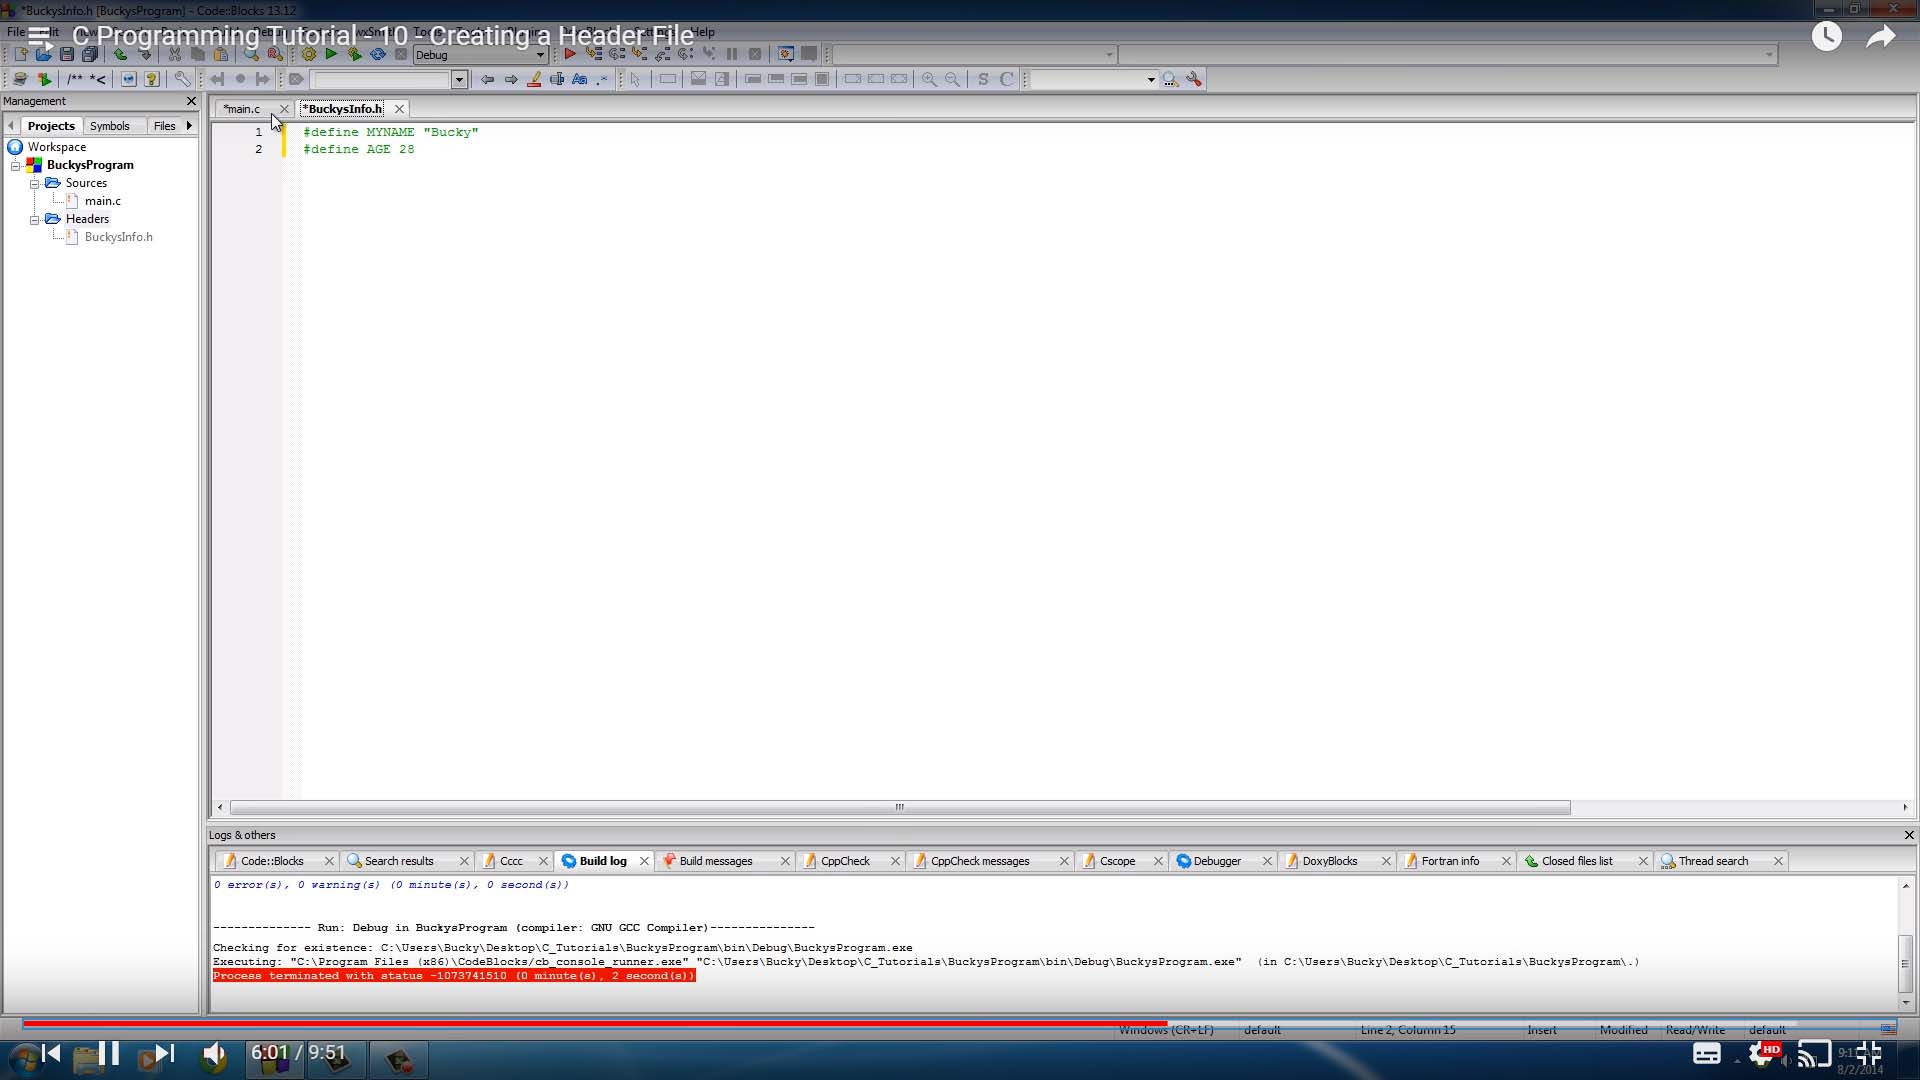 *BuckysInfo.h [BuckysProgram] - Code::Blocks 13.12
C Programming Tutorial - 10 - Creating a Header File
File Help
Debug
/** *<
Management
*main.c *BuckysInfo.h
Projects Symbols Files
Workspace
BuckysProgram
Sources
main.c
Headers
BuckysInfo.h
1 #define MYNAME "Bucky"
2 #define AGE 28
Logs & others
Code::Blocks Search results Cccc Build log Build messages CppCheck CppCheck messages Cscope Debugger DoxyBlocks Fortran info Closed files list Thread search
0 error(s), 0 warning(s) (0 minute(s), 0 second(s))
-------------- Run: Debug in BuckysProgram (compiler: GNU GCC Compiler)---------------
Checking for existence: C:\Users\Bucky\Desktop\C_Tutorials\BuckysProgram\bin\Debug\BuckysProgram.exe
Executing: "C:\Program Files (x86)\CodeBlocks/cb_console_runner.exe" "C:\Users\Bucky\Desktop\C_Tutorials\BuckysProgram\bin\Debug\BuckysProgram.exe" (in C:\Users\Bucky\Desktop\C_Tutorials\BuckysProgram\.)
Process terminated with status -1073741510 (0 minute(s), 2 second(s))
Windows (CR+LF) default Line 2, Column 15 Insert Modified Read/Write default
6:01 / 9:51
HD
8/2/2014